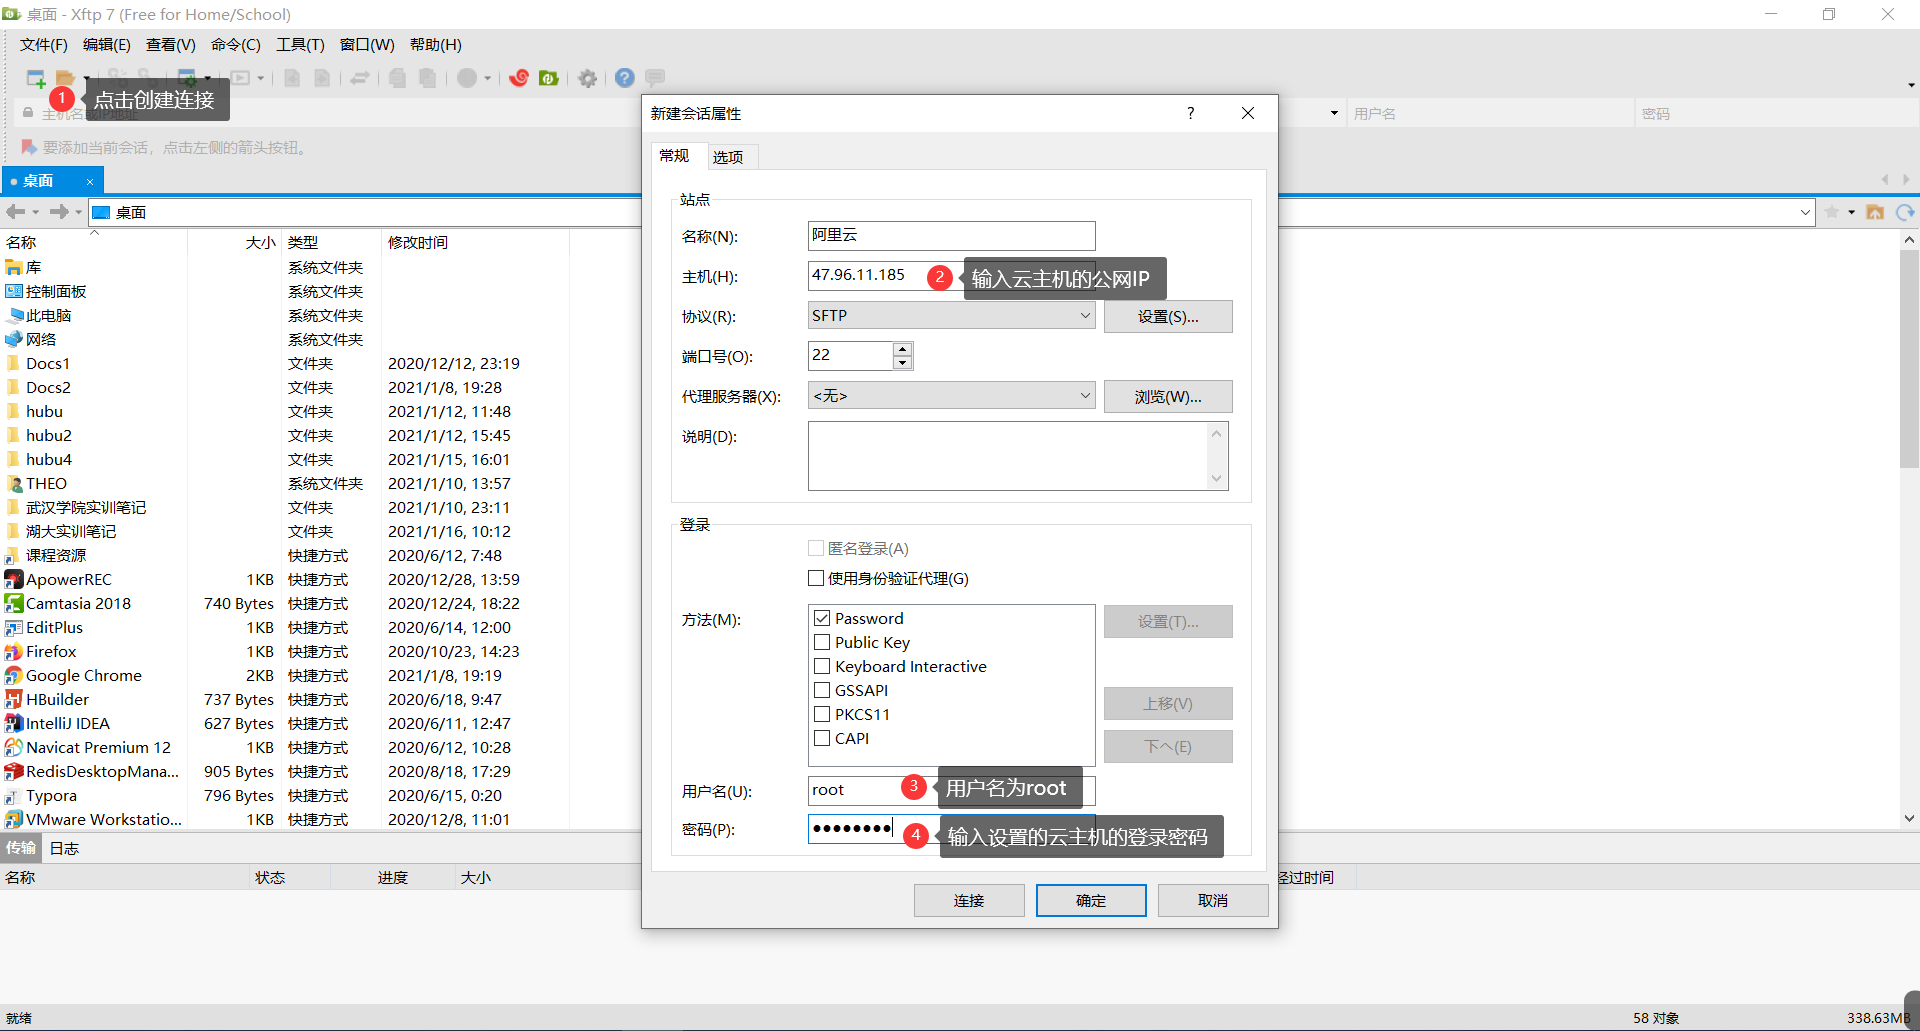 桌面 - Xftp 7 (Free for Home/School)
文件(F) 编辑(E) 查看(V) 命令(C) 工具(T) 窗口(W) 帮助(H)
1 点击创建连接
用户名 密码
要添加当前会话，点击左侧的箭头按钮。
桌面
桌面
名称 大小 类型 修改时间
库 系统文件夹
控制面板 系统文件夹
此电脑 系统文件夹
网络 系统文件夹
Docs1 文件夹 2020/12/12, 23:19
Docs2 文件夹 2021/1/8, 19:28
hubu 文件夹 2021/1/12, 11:48
hubu2 文件夹 2021/1/12, 15:45
hubu4 文件夹 2021/1/15, 16:01
THEO 系统文件夹 2021/1/10, 13:57
武汉学院实训笔记 文件夹 2021/1/10, 23:11
湖大实训笔记 文件夹 2021/1/16, 10:12
课程资源 快捷方式 2020/6/12, 7:48
ApowerREC 1KB 快捷方式 2020/12/28, 13:59
Camtasia 2018 740 Bytes 快捷方式 2020/12/24, 18:22
EditPlus 1KB 快捷方式 2020/6/14, 12:00
Firefox 1KB 快捷方式 2020/10/23, 14:23
Google Chrome 2KB 快捷方式 2021/1/8, 19:19
HBuilder 737 Bytes 快捷方式 2020/6/18, 9:47
IntelliJ IDEA 627 Bytes 快捷方式 2020/6/11, 12:47
Navicat Premium 12 1KB 快捷方式 2020/6/12, 10:28
RedisDesktopMana... 905 Bytes 快捷方式 2020/8/18, 17:29
Typora 796 Bytes 快捷方式 2020/6/15, 0:20
VMware Workstatio... 1KB 快捷方式 2020/12/8, 11:01
传输 日志
名称 状态 进度 大小 经过时间
就绪 58 对象 338.63MB
新建会话属性 ?
常规 选项
站点
名称(N): 阿里云
主机(H): 47.96.11.185 2 输入云主机的公网IP
协议(R): SFTP 设置(S)...
端口号(O): 22
代理服务器(X): <无> 浏览(W)...
说明(D):
登录
匿名登录(A)
使用身份验证代理(G)
方法(M): Password 设置(T)...
Public Key
Keyboard Interactive
GSSAPI
PKCS11 上移(V)
CAPI 下へ(E)
用户名(U): root 3 用户名为root
密码(P): ●●●●●●●● 4 输入设置的云主机的登录密码
连接 确定 取消